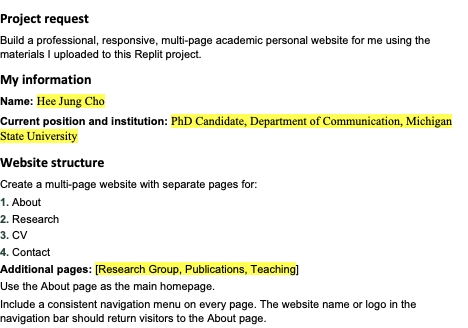 Project request
Build a professional, responsive, multi-page academic personal website for me using the
materials I uploaded to this Replit project.
My information
Name: Hee Jung Cho
Current position and institution: PhD Candidate, Department of Communication, Michigan
State University
Website structure
Create a multi-page website with separate pages for:
1. About
2. Research
3. CV
4. Contact
Additional pages: [Research Group, Publications, Teaching]
Use the About page as the main homepage.
Include a consistent navigation menu on every page. The website name or logo in the
navigation bar should return visitors to the About page.